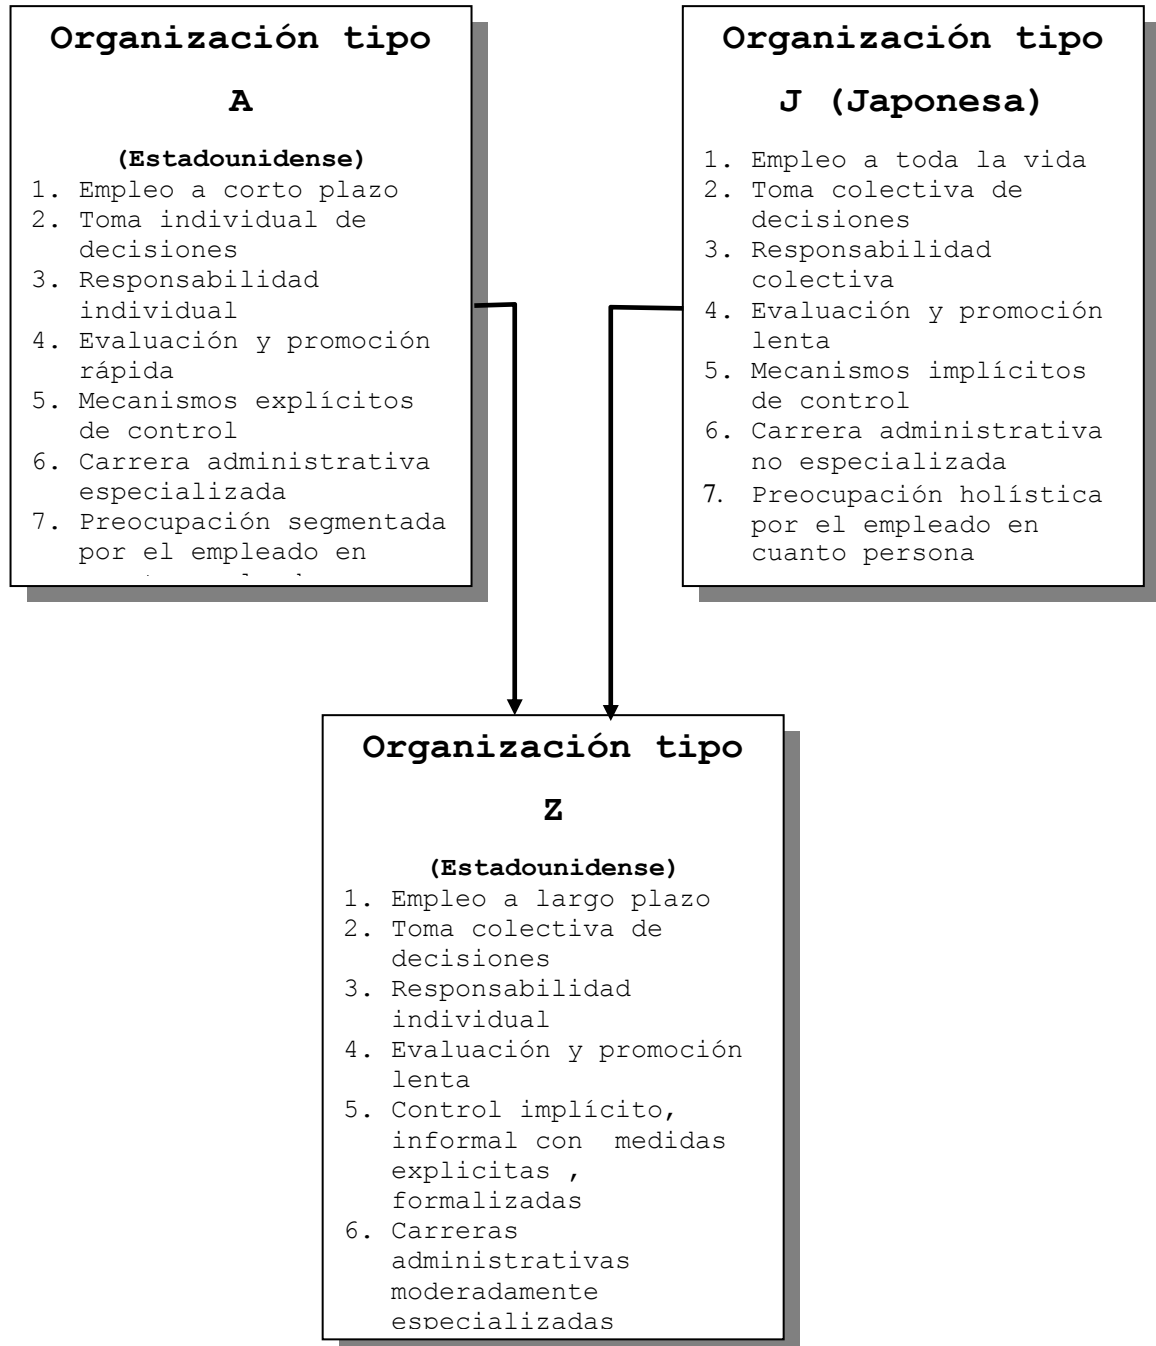 Organización tipo
A
(Estadounidense)
1. Empleo a corto plazo
2. Toma individual de
decisiones
3. Responsabilidad
individual
4. Evaluación y promoción
rápida
5. Mecanismos explícitos
de control
6. Carrera administrativa
especializada
7. Preocupación segmentada
por el empleado en
Organización tipo
J (Japonesa)
1. Empleo a toda la vida
2. Toma colectiva de
decisiones
3. Responsabilidad
colectiva
4. Evaluación y promoción
lenta
5. Mecanismos implícitos
de control
6. Carrera administrativa
no especializada
7. Preocupación holística
por el empleado en
cuanto persona
Organización tipo
Z
(Estadounidense)
1. Empleo a largo plazo
2. Toma colectiva de
decisiones
3. Responsabilidad
individual
4. Evaluación y promoción
lenta
5. Control implícito,
informal con  medidas
explicitas ,
formalizadas
6. Carreras
administrativas
moderadamente
especializadas